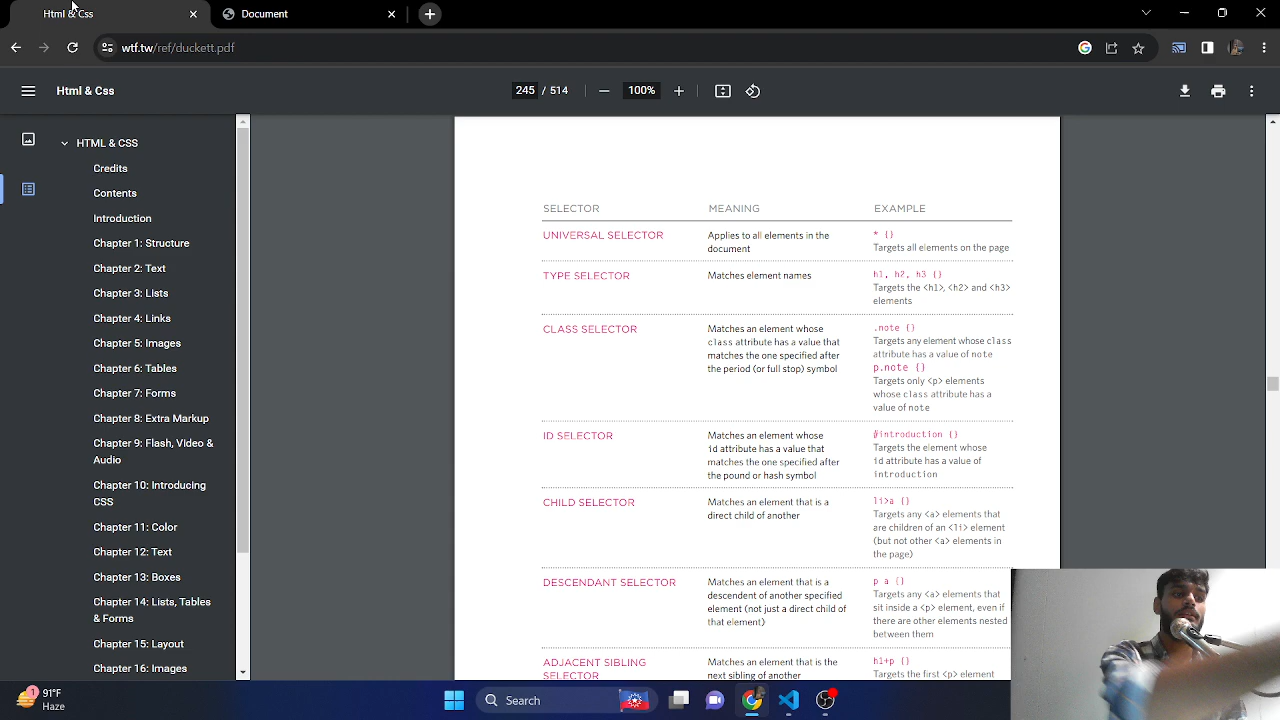 Html & Css
Document
wtf.tw/ref/duckett.pdf
Html & Css
245 / 514
100%
HTML & CSS
Credits
Contents
Introduction
Chapter 1: Structure
Chapter 2: Text
Chapter 3: Lists
Chapter 4: Links
Chapter 5: Images
Chapter 6: Tables
Chapter 7: Forms
Chapter 8: Extra Markup
Chapter 9: Flash, Video &
Audio
Chapter 10: Introducing
CSS
Chapter 11: Color
Chapter 12: Text
Chapter 13: Boxes
Chapter 14: Lists, Tables
& Forms
Chapter 15: Layout
Chapter 16: Images
SELECTOR MEANING EXAMPLE
UNIVERSAL SELECTOR
Applies to all elements in the
document
* {}
Targets all elements on the page
TYPE SELECTOR
Matches element names
h1, h2, h3 {}
Targets the <h1>, <h2> and <h3>
elements
CLASS SELECTOR
Matches an element whose
class attribute has a value that
matches the one specified after
the period (or full stop) symbol
.note {}
Targets any element whose class
attribute has a value of note
p.note {}
Targets only <p> elements
whose class attribute has a
value of note
ID SELECTOR
Matches an element whose
id attribute has a value that
matches the one specified after
the pound or hash symbol
#introduction {}
Targets the element whose
id attribute has a value of
introduction
CHILD SELECTOR
Matches an element that is a
direct child of another
li>a {}
Targets any <a> elements that
are children of an <li> element
(but not other <a> elements in
the page)
DESCENDANT SELECTOR
Matches an element that is a
descendent of another specified
element (not just a direct child of
that element)
p a {}
Targets any <a> elements that
sit inside a <p> element, even if
there are other elements nested
between them
ADJACENT SIBLING
SELECTOR
Matches an element that is the
next sibling of another
h1+p {}
Targets the first <p> element
1
91°F
Haze
Search